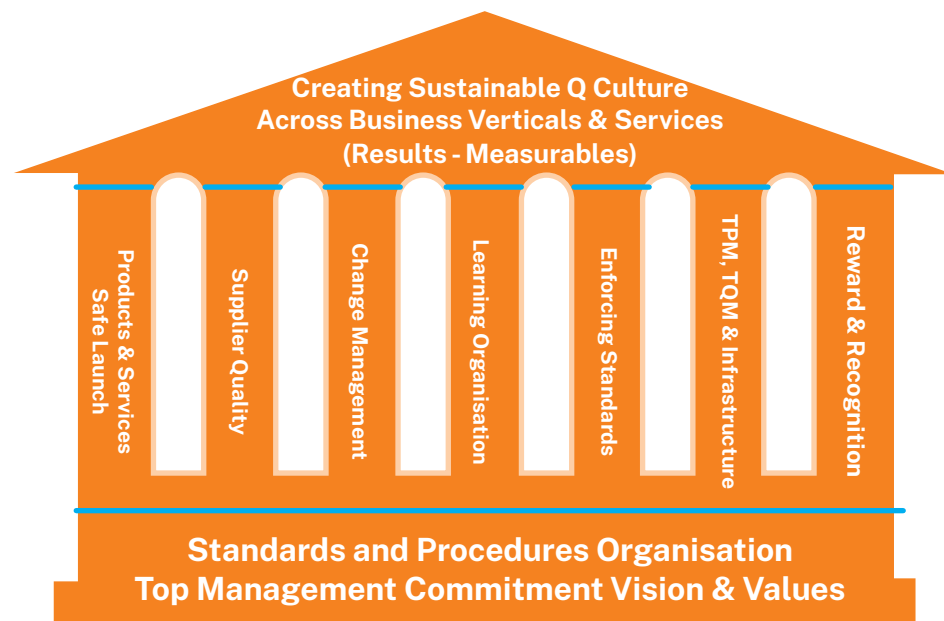 Creating Sustainable Q Culture
Across Business Verticals & Services
(Results - Measurables)
Products & Services
Safe Launch
Supplier Quality
Change Management
Learning Organisation
Enforcing Standards
TPM, TQM & Infrastructure
Reward & Recognition
Standards and Procedures Organisation
Top Management Commitment Vision & Values